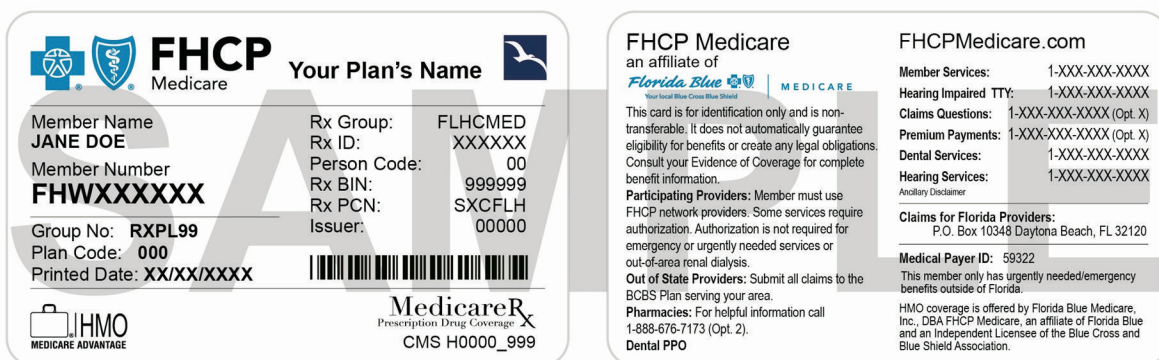 FHCP
Medicare
Your Plan's Name
Member Name
JANE DOE
Member Number
FHWXXXXXX
Group No: RXPL99
Plan Code: 000
Printed Date: XX/XX/XXXX
Rx Group: FLHCMED
Rx ID: XXXXXX
Person Code: 00
Rx BIN: 999999
Rx PCN: SXCFLH
Issuer: 00000
HMO
MEDICARE ADVANTAGE
MedicareRx
Prescription Drug Coverage
CMS H0000_999
FHCP Medicare
an affiliate of
Florida Blue MEDICARE
Your local Blue Cross Blue Shield
This card is for identification only and is non-
transferable. It does not automatically guarantee
eligibility for benefits or create any legal obligations.
Consult your Evidence of Coverage for complete
benefit information.
Participating Providers: Member must use
FHCP network providers. Some services require
authorization. Authorization is not required for
emergency or urgently needed services or
out-of-area renal dialysis.
Out of State Providers: Submit all claims to the
BCBS Plan serving your area.
Pharmacies: For helpful information call
1-888-676-7173 (Opt. 2).
Dental PPO
FHCPMedicare.com
Member Services: 1-XXX-XXX-XXXX
Hearing Impaired TTY: 1-XXX-XXX-XXXX
Claims Questions: 1-XXX-XXX-XXXX (Opt. X)
Premium Payments: 1-XXX-XXX-XXXX (Opt. X)
Dental Services: 1-XXX-XXX-XXXX
Hearing Services: 1-XXX-XXX-XXXX
Ancillary Disclaimer
Claims for Florida Providers:
P.O. Box 10348 Daytona Beach, FL 32120
Medical Payer ID: 59322
This member only has urgently needed/emergency
benefits outside of Florida.
HMO coverage is offered by Florida Blue Medicare,
Inc., DBA FHCP Medicare, an affiliate of Florida Blue
and an Independent Licensee of the Blue Cross and
Blue Shield Association.
SAMPLE